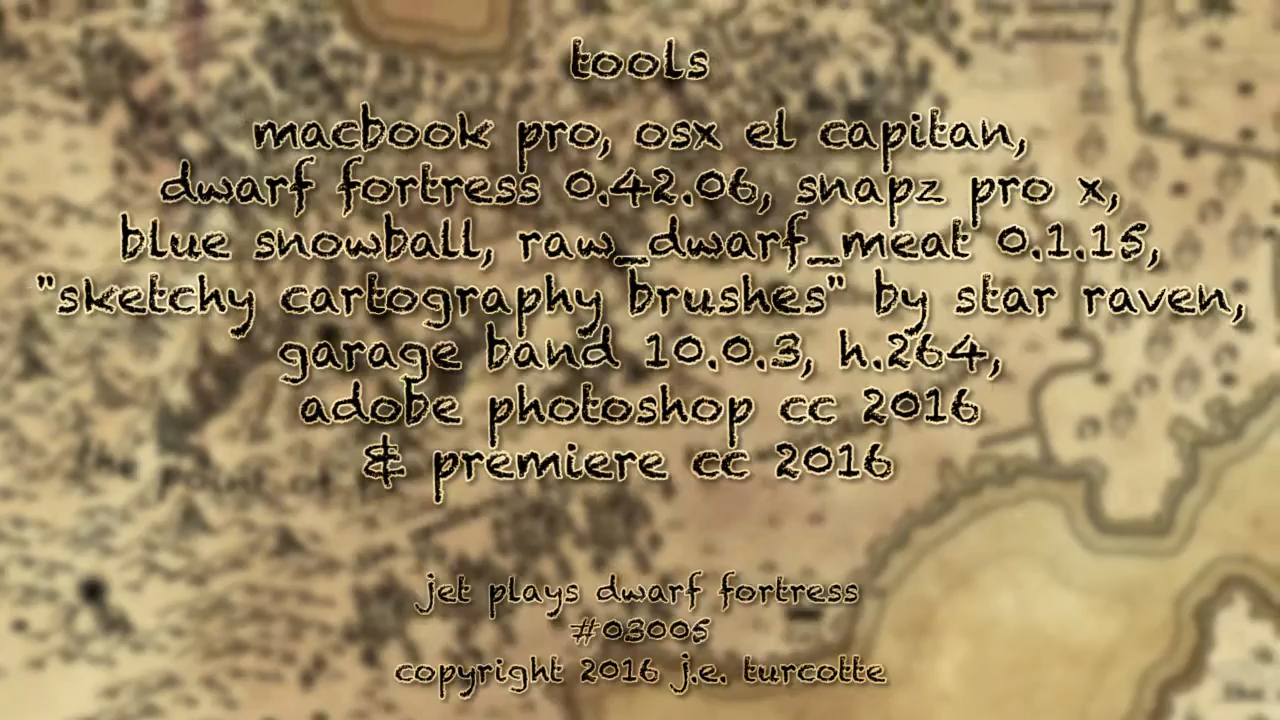 tools
macbook pro, osx el capitan,
dwarf fortress 0.42.06, snapz pro x,
blue snowball, raw_dwarf_meat 0.1.15,
"sketchy cartography brushes" by star raven,
garage band 10.0.3, h.264,
adobe photoshop cc 2016
& premiere cc 2016
jet plays dwarf fortress
#03005
copyright 2016 j.e. turcotte